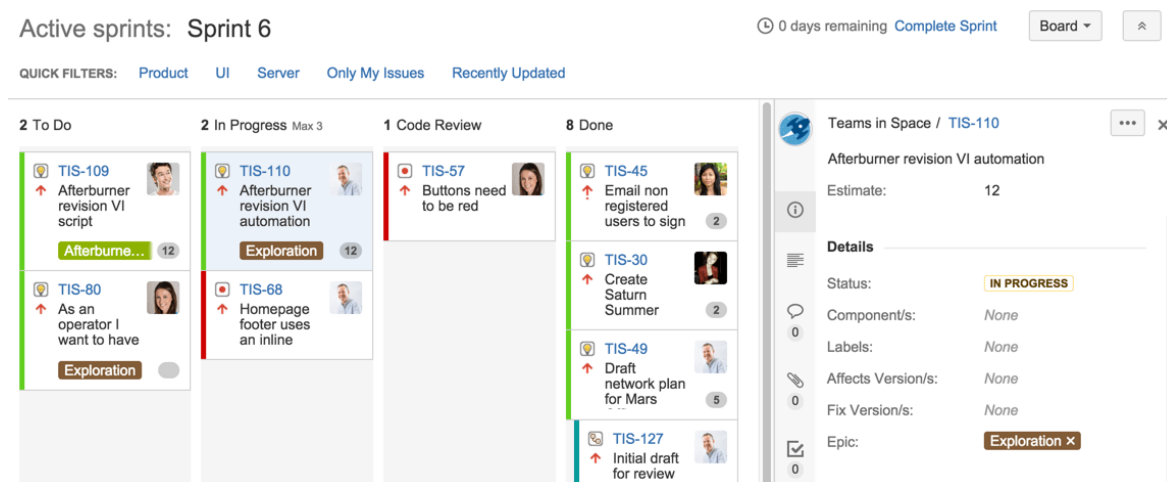 Active sprints: Sprint 6
0 days remaining Complete Sprint
Board
QUICK FILTERS: Product UI Server Only My Issues Recently Updated
2 To Do
TIS-109
Afterburner
revision VI
script
Afterburne...
12
TIS-80
As an
operator I
want to have
Exploration
2 In Progress Max 3
TIS-110
Afterburner
revision VI
automation
Exploration
12
TIS-68
Homepage
footer uses
an inline
1 Code Review
TIS-57
Buttons need
to be red
8 Done
TIS-45
Email non
registered
users to sign
2
TIS-30
Create
Saturn
Summer
2
TIS-49
Draft
network plan
for Mars
5
TIS-127
Initial draft
for review
Teams in Space / TIS-110
Afterburner revision VI automation
Estimate: 12
Details
Status: IN PROGRESS
Component/s: None
Labels: None
Affects Version/s: None
Fix Version/s: None
Epic: Exploration ×
0
0
0